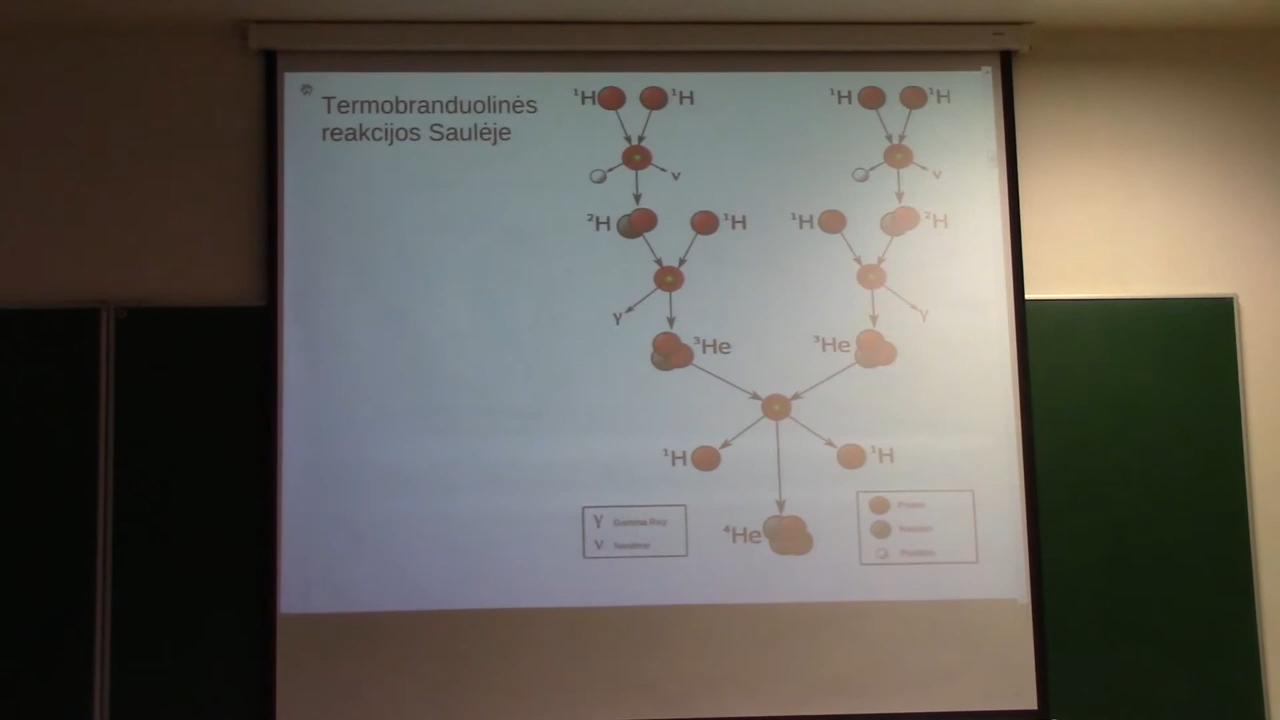 Termobranduolinės
reakcijos Saulėje
¹H ¹H ¹H ¹H
ν ν
²H ¹H ¹H ²H
γ γ
³He ³He
¹H ¹H
⁴He
γ Gamma Ray
ν Neutrino
Proton
Neutron
Positron